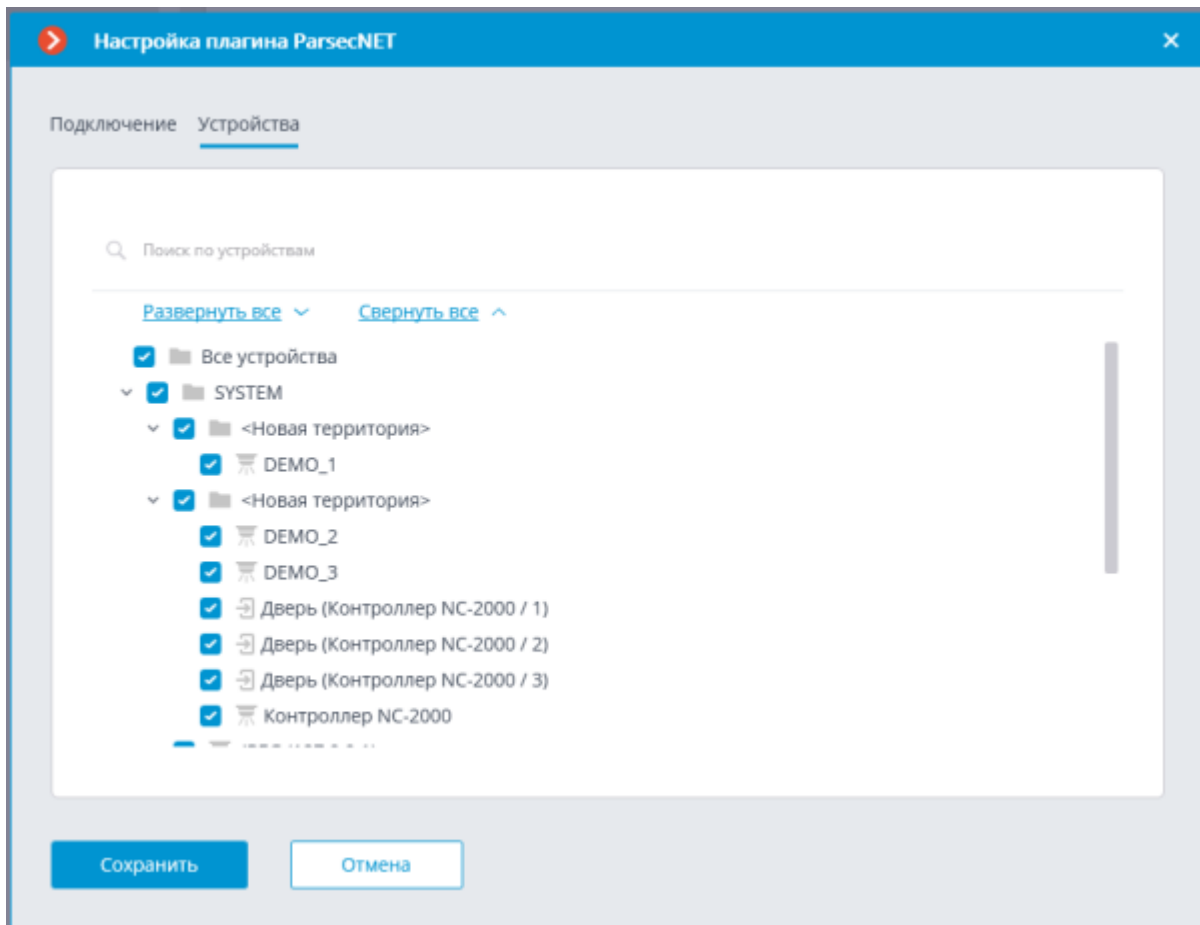 Настройка плагина ParsecNET
Подключение Устройства
Поиск по устройствам
Развернуть все Свернуть все
Все устройства
SYSTEM
<Новая территория>
DEMO_1
<Новая территория>
DEMO_2
DEMO_3
Дверь (Контроллер NC-2000 / 1)
Дверь (Контроллер NC-2000 / 2)
Дверь (Контроллер NC-2000 / 3)
Контроллер NC-2000
Сохранить Отмена